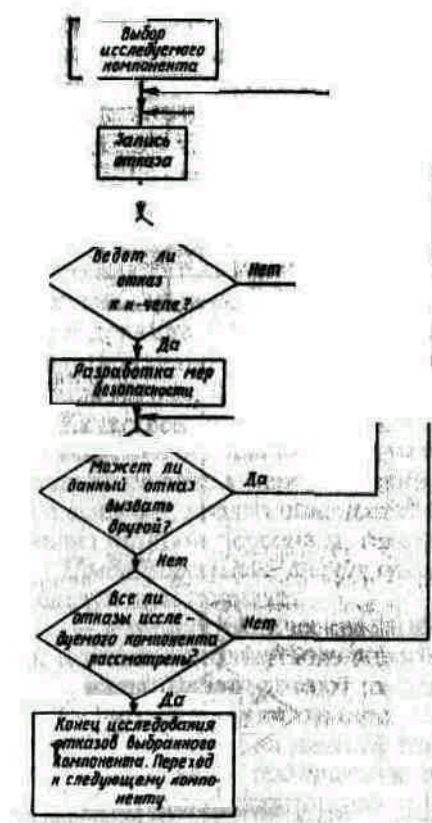 Выбор
исследуемого
компонента
Запись
отказа
Ведет ли
отказ
к н-чепе?
Нет
Да
Разработка мер
безопасности
Может ли
данный отказ
вызвать
другой?
Да
Нет
Все ли
отказы иссле-
дуемого компонента
рассмотрены?
Нет
Да
Конец исследования
отказов выбранного
компонента. Переход
к следующему компо-
ненту